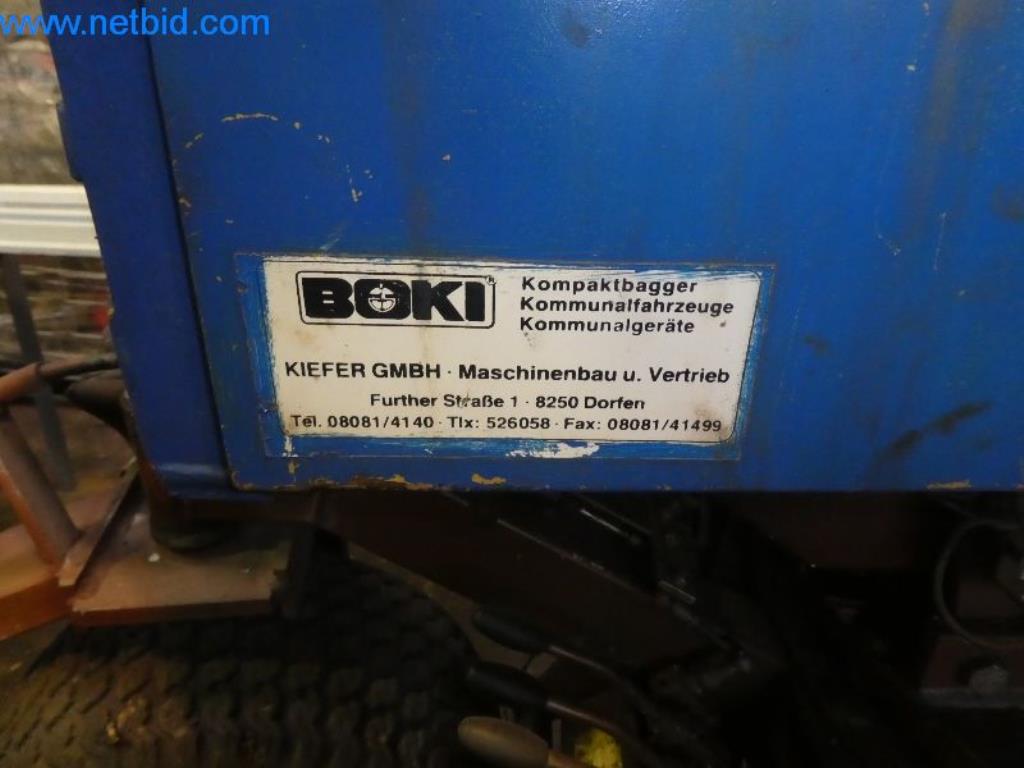 www.netbid.com
BOKI®
Kompaktbagger
Kommunalfahrzeuge
Kommunalgeräte
KIEFER GMBH · Maschinenbau u. Vertrieb
Further Straße 1 · 8250 Dorfen
Tel. 08081/4140 · Tlx: 526058 · Fax: 08081/41499